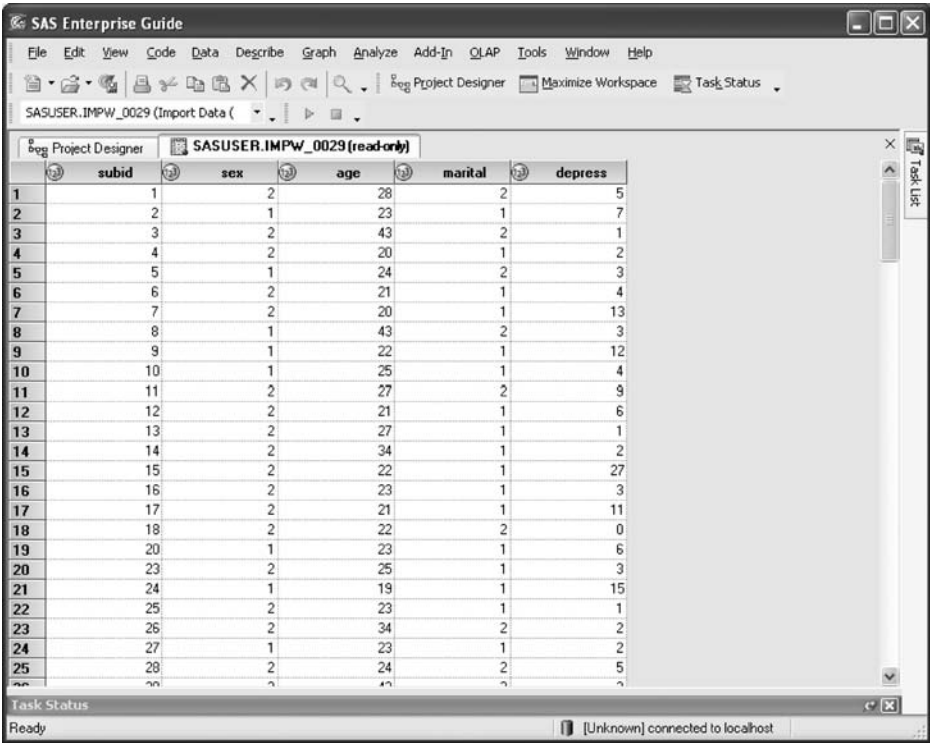 SAS Enterprise Guide
File Edit View Code Data Describe Graph Analyze Add-In OLAP Tools Window Help
Project Designer Maximize Workspace Task Status
SASUSER.IMPW_0029 (Import Data (
Project Designer SASUSER.IMPW_0029 (read-only)
Task List
subid sex age marital depress
1 1 2 28 2 5
2 2 1 23 1 7
3 3 2 43 2 1
4 4 2 20 1 2
5 5 1 24 2 3
6 6 2 21 1 4
7 7 2 20 1 13
8 8 1 43 2 3
9 9 1 22 1 12
10 10 1 25 1 4
11 11 2 27 2 9
12 12 2 21 1 6
13 13 2 27 1 1
14 14 2 34 1 2
15 15 2 22 1 27
16 16 2 23 1 3
17 17 2 21 1 11
18 18 2 22 2 0
19 20 1 23 1 6
20 23 2 25 1 3
21 24 1 19 1 15
22 25 2 23 1 1
23 26 2 34 2 2
24 27 1 23 1 2
25 28 2 24 2 5
Task Status
Ready [Unknown] connected to localhost